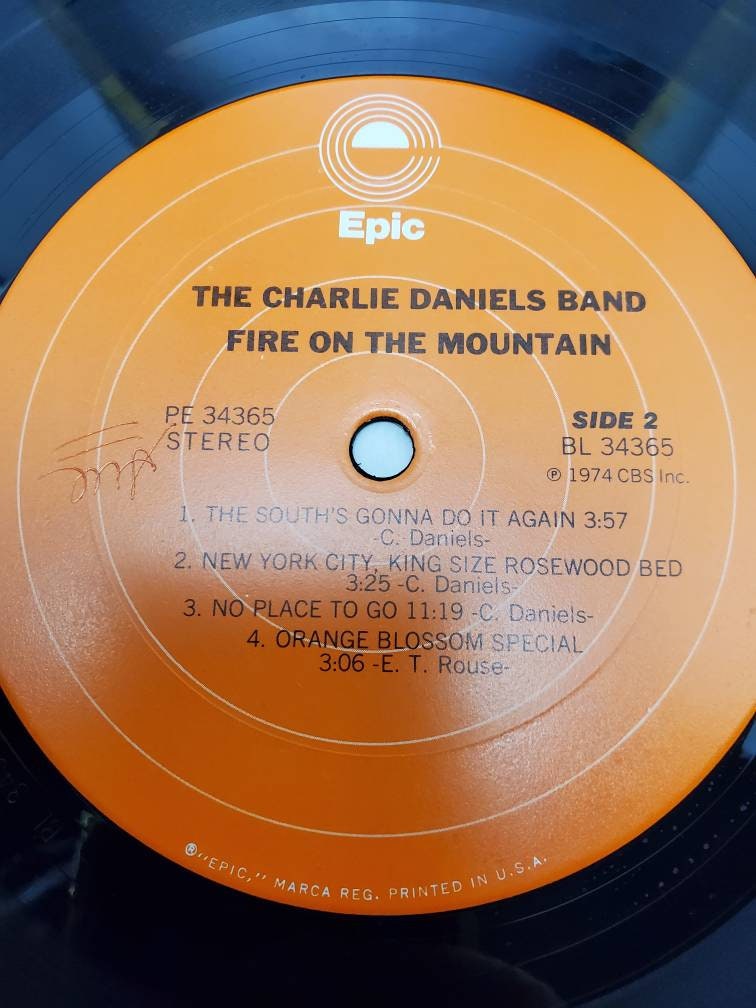 Epic
THE CHARLIE DANIELS BAND
FIRE ON THE MOUNTAIN
PE 34365
STEREO
SIDE 2
BL 34365
Ⓟ 1974 CBS Inc.
1. THE SOUTH'S GONNA DO IT AGAIN 3:57
-C. Daniels-
2. NEW YORK CITY, KING SIZE ROSEWOOD BED
3:25 -C. Daniels-
3. NO PLACE TO GO 11:19 -C. Daniels-
4. ORANGE BLOSSOM SPECIAL
3:06 -E. T. Rouse-
®"EPIC," MARCA REG. PRINTED IN U.S.A.